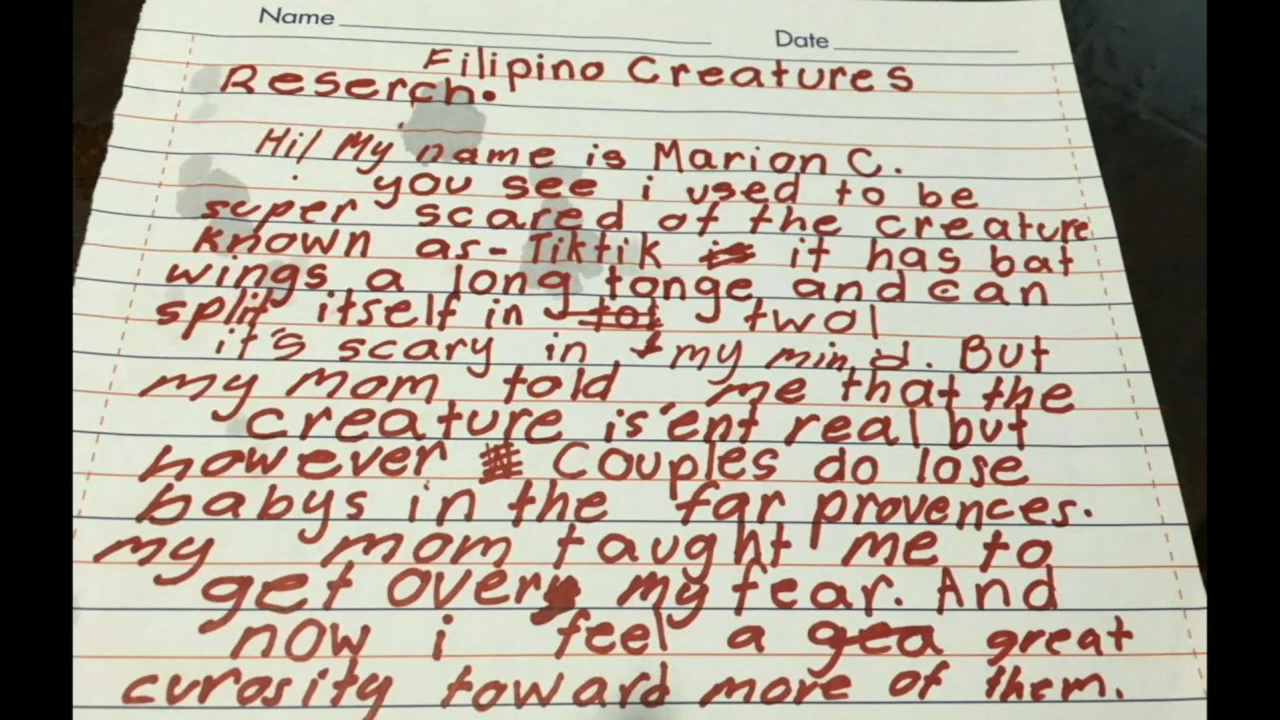 Name
Date
Filipino Creatures
Reserch.
Hi! My name is Marion C.
you see i used to be
super scared of the creature
known as- Tiktik it has bat
wings a long tonge and can
split itself in two!
it's scary in my mind. But
my mom told me that the
creature is'ent real but
however Couples do lose
babys in the far provences.
my mom taught me to
get over my fear. And
now i feel a great
curosity toward more of them.